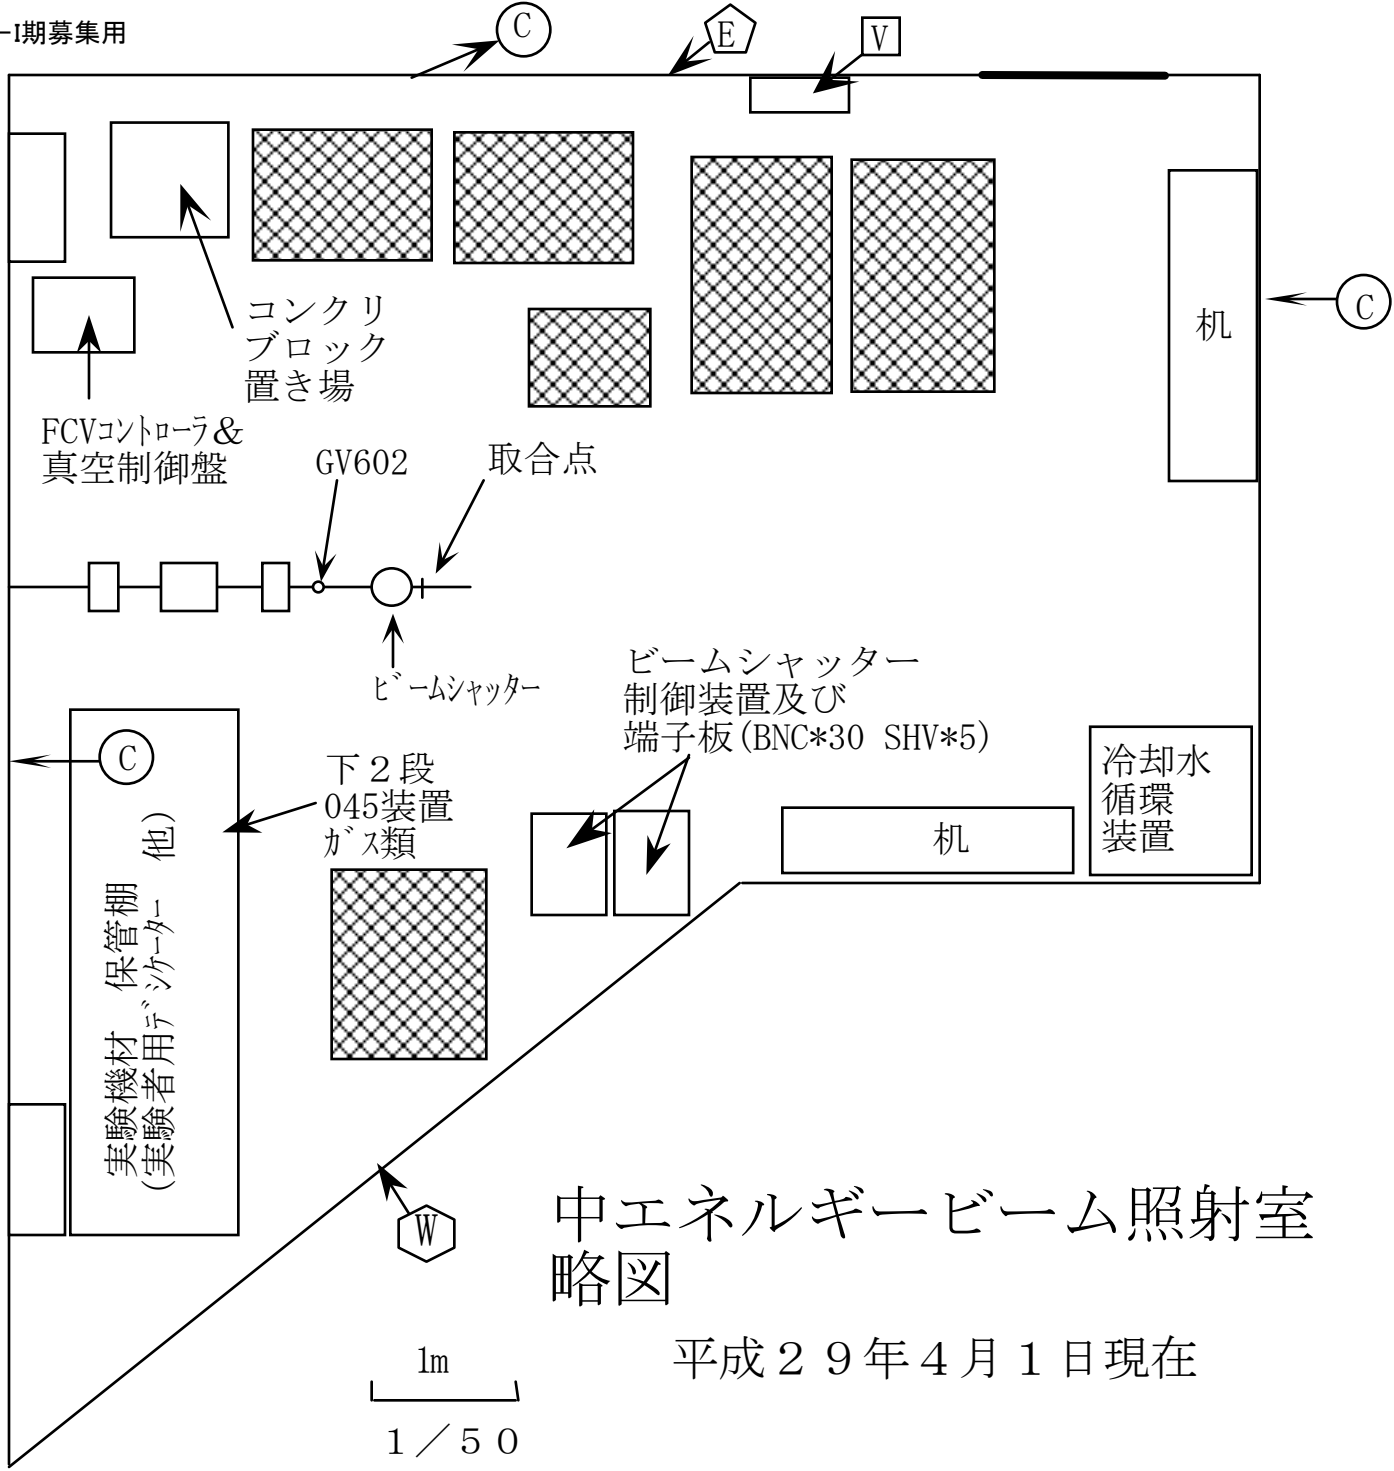 -I期募集用
C
E
V
コンクリ
ブロック
置き場
机
C
FCVコントローラ&
真空制御盤
GV602
取合点
ビームシャッター
ビームシャッター
制御装置及び
端子板(BNC*30 SHV*5)
C
下2段
045装置
ガス類
冷却水
循環
装置
机
実験機材 保管棚
(実験者用デシケーター 他)
W
中エネルギービーム照射室
略図
平成29年4月1日現在
1m
1/50